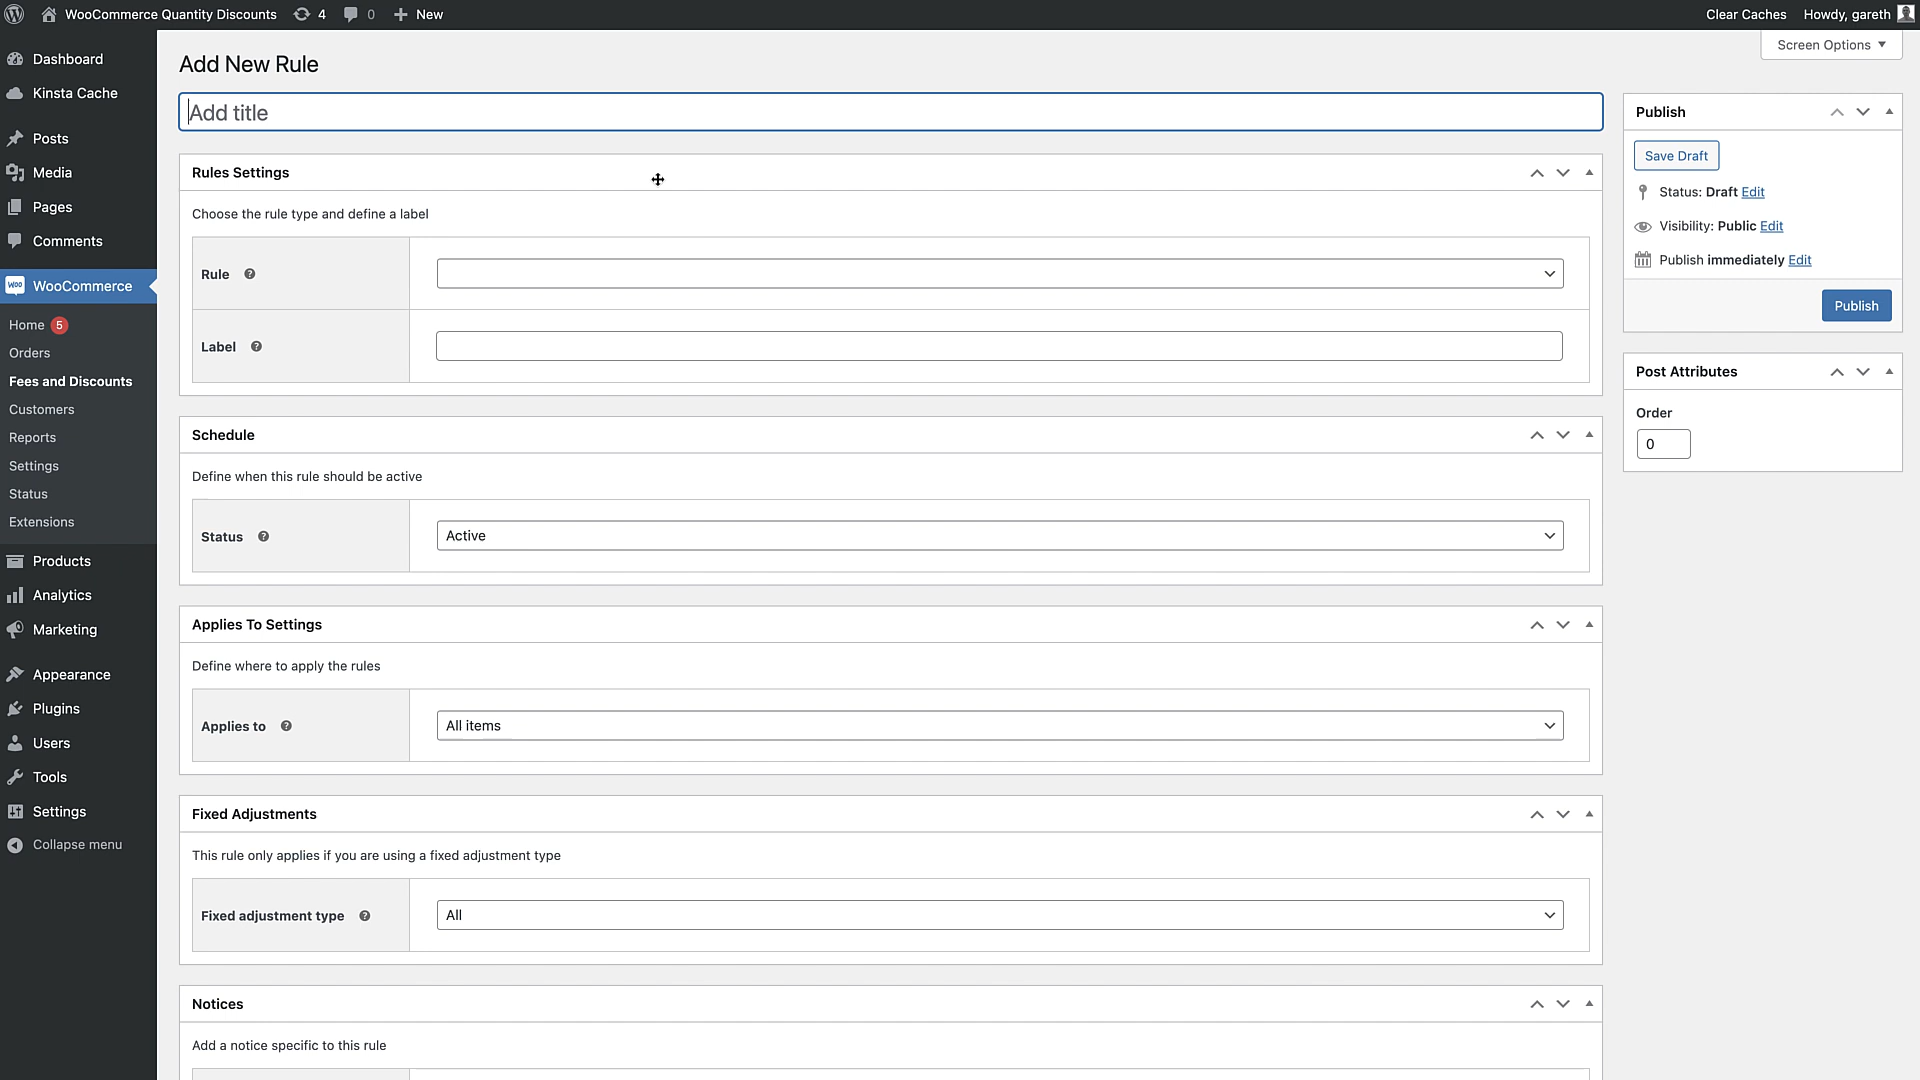 WooCommerce Quantity Discounts
4
0
New
Clear Caches
Howdy, gareth
Dashboard
Kinsta Cache
Posts
Media
Pages
Comments
Woo
WooCommerce
Home 5
Orders
Fees and Discounts
Customers
Reports
Settings
Status
Extensions
Products
Analytics
Marketing
Appearance
Plugins
Users
Tools
Settings
Collapse menu
Screen Options
Add New Rule
Add title
Rules Settings
Choose the rule type and define a label
Rule ?
Label ?
Schedule
Define when this rule should be active
Status ?
Active
Applies To Settings
Define where to apply the rules
Applies to ?
All items
Fixed Adjustments
This rule only applies if you are using a fixed adjustment type
Fixed adjustment type ?
All
Notices
Add a notice specific to this rule
Publish
Save Draft
Status: Draft Edit
Visibility: Public Edit
Publish immediately Edit
Publish
Post Attributes
Order
0